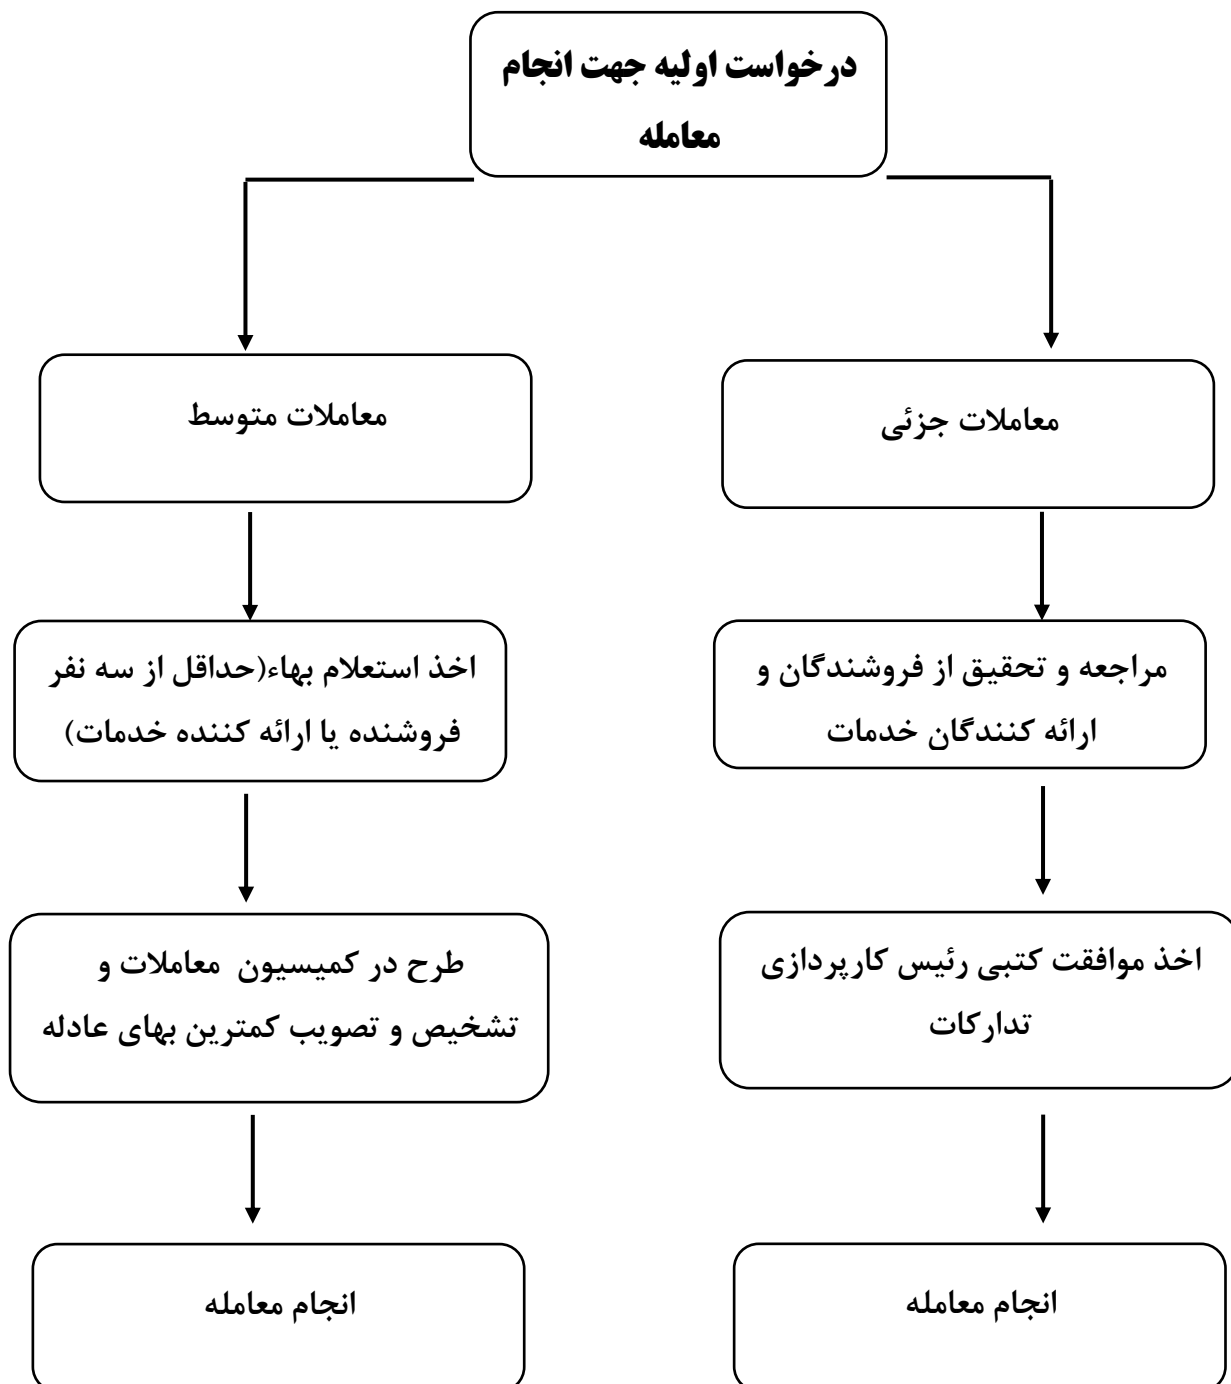 درخواست اولیه جهت انجام
معامله
معاملات جزئی
معاملات متوسط
مراجعه و تحقیق از فروشندگان و
ارائه کنندگان خدمات
اخذ استعلام بهاء(حداقل از سه نفر
فروشنده یا ارائه کننده خدمات)
اخذ موافقت کتبی رئیس کارپردازی
تدارکات
طرح در کمیسیون معاملات و
تشخیص و تصویب کمترین بهای عادله
انجام معامله
انجام معامله